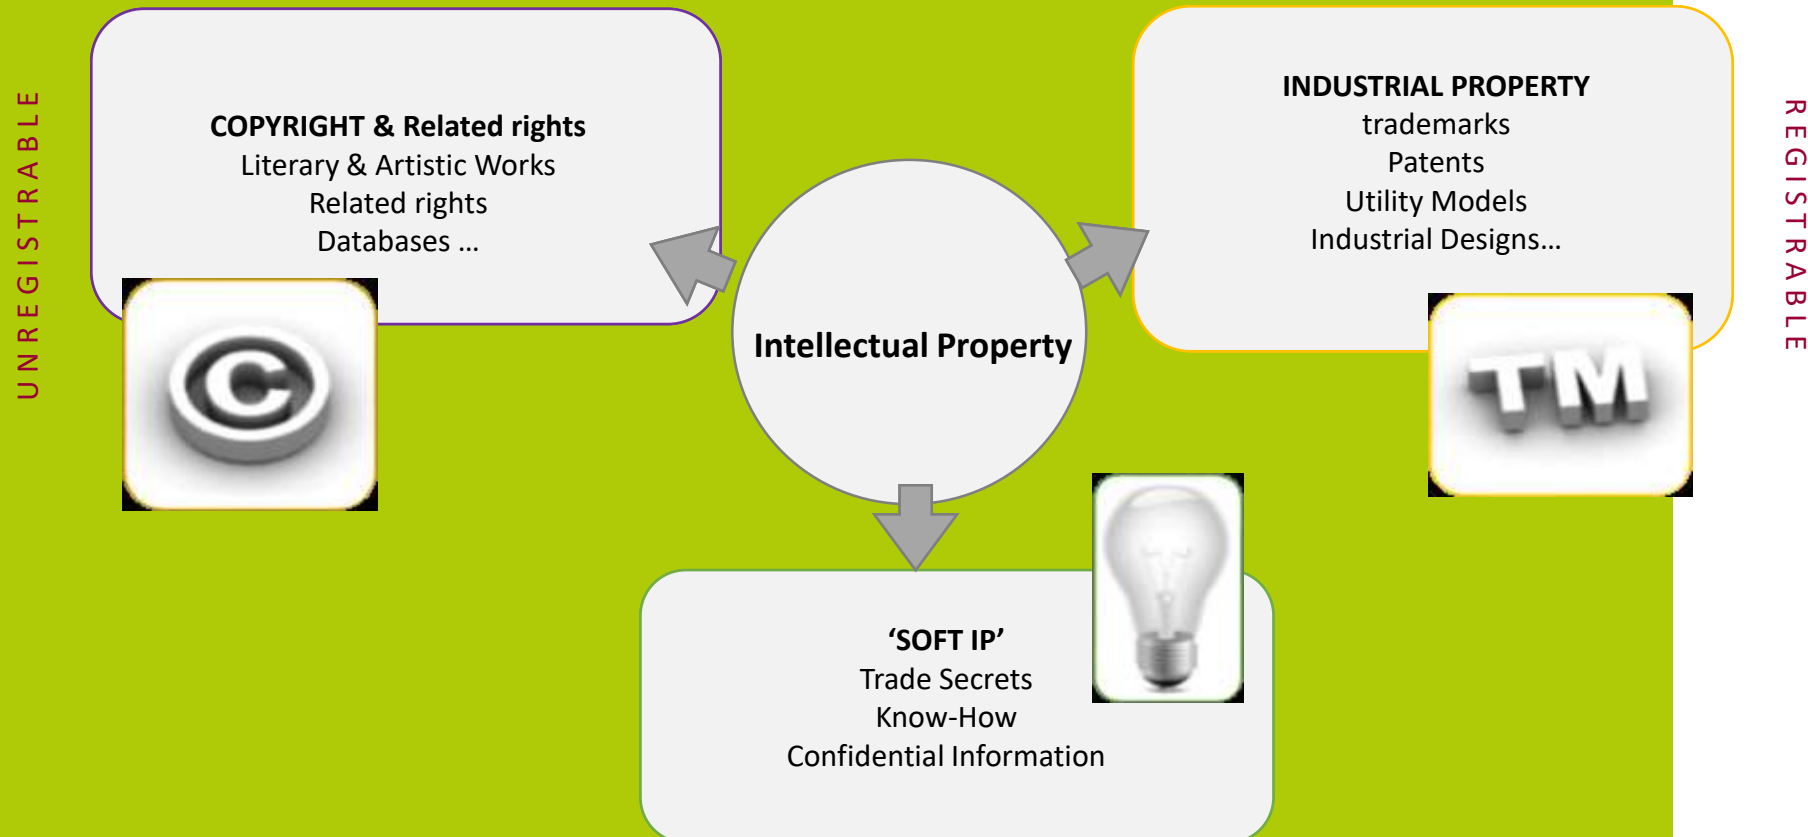 UNREGISTRABLE
COPYRIGHT & Related rights
Literary & Artistic Works
Related rights
Databases ...
©
INDUSTRIAL PROPERTY
trademarks
Patents
Utility Models
Industrial Designs...
TM
REGISTRABLE
Intellectual Property
‘SOFT IP’
Trade Secrets
Know-How
Confidential Information